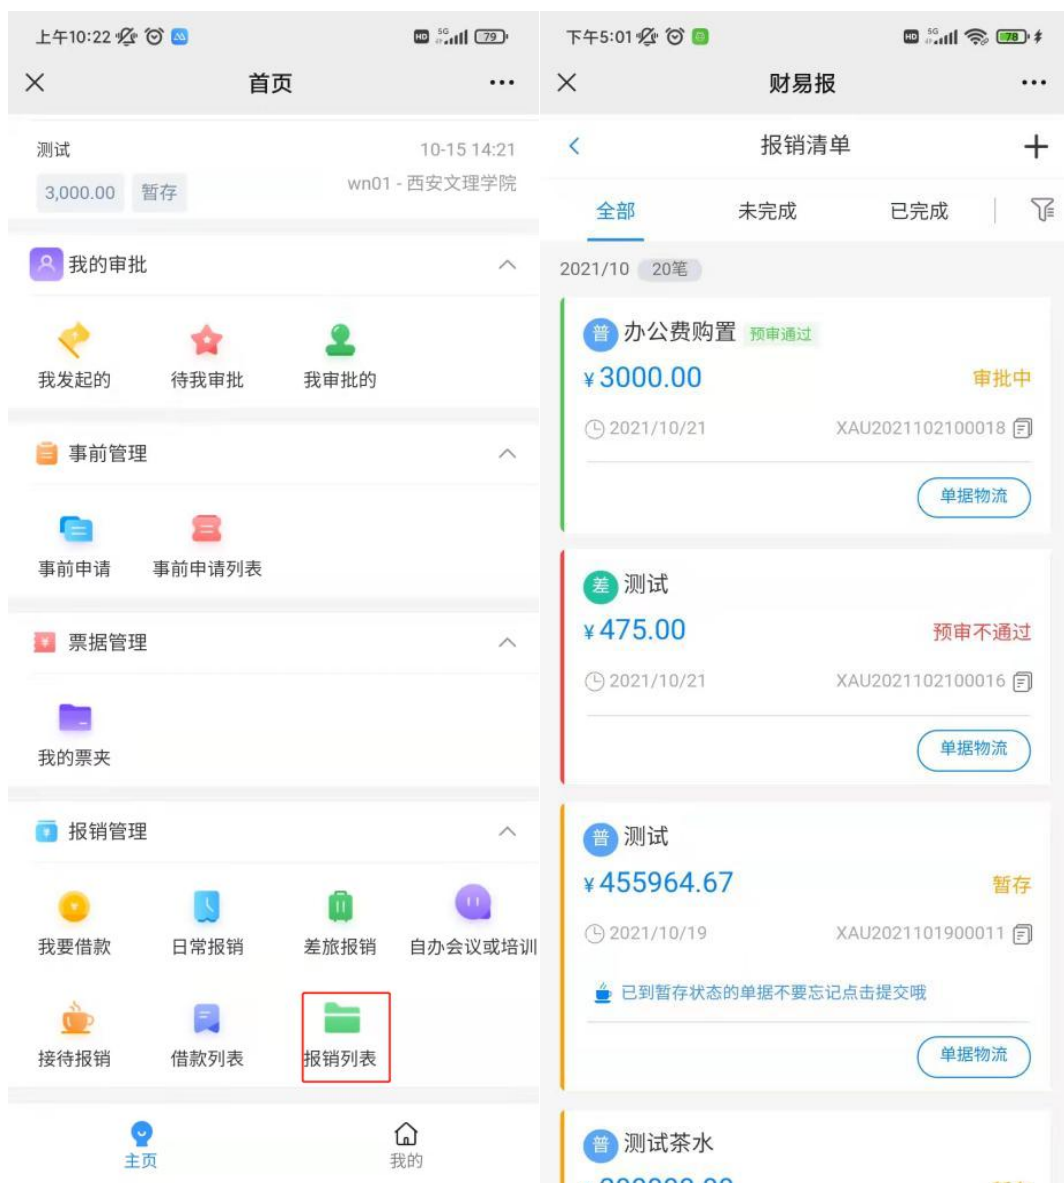 上午10:22
HD 5G 79
首页
测试
10-15 14:21
3,000.00 暂存
wn01 - 西安文理学院
我的审批
我发起的 待我审批 我审批的
事前管理
事前申请 事前申请列表
票据管理
我的票夹
报销管理
我要借款 日常报销 差旅报销 自办会议或培训
接待报销 借款列表 报销列表
主页 我的
下午5:01
HD 5G 78
财易报
报销清单
全部 未完成 已完成
2021/10 20笔
普 办公费购置 预审通过
¥3000.00 审批中
2021/10/21 XAU2021102100018
单据物流
差 测试
¥475.00 预审不通过
2021/10/21 XAU2021102100016
单据物流
普 测试
¥455964.67 暂存
2021/10/19 XAU2021101900011
已到暂存状态的单据不要忘记点击提交哦
单据物流
普 测试茶水